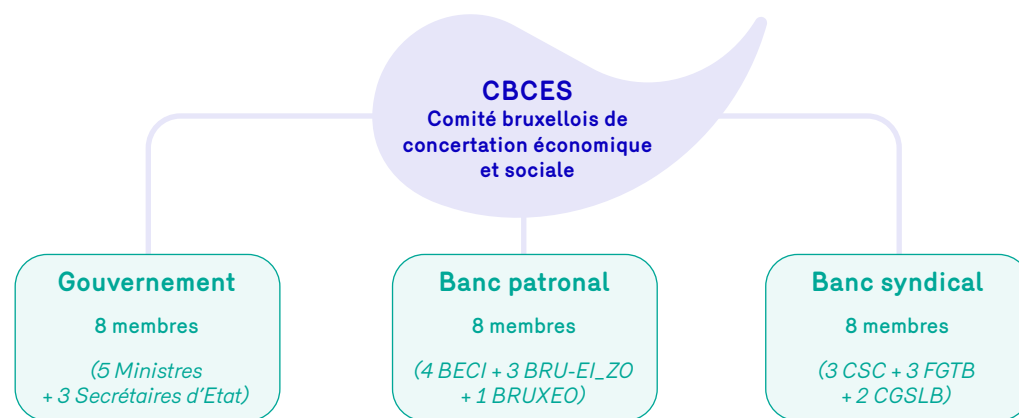 CBCES
Comité bruxellois de
concertation économique
et sociale
Gouvernement
8 membres
(5 Ministres
+ 3 Secrétaires d'Etat)
Banc patronal
8 membres
(4 BECI + 3 BRU-EI_ZO
+ 1 BRUXEO)
Banc syndical
8 membres
(3 CSC + 3 FGTB
+ 2 CGSLB)